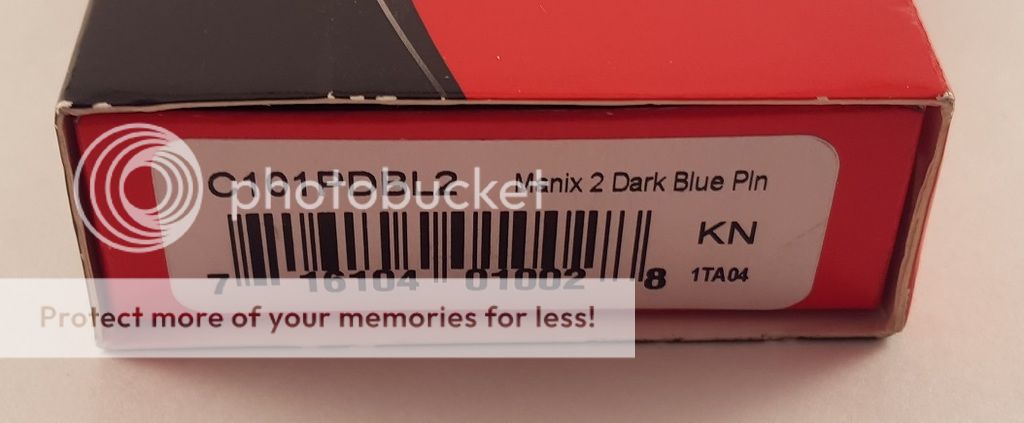 C101PDBL2 Manix 2 Dark Blue Pln
KN
7 16104 01002 8 1TA04
photobucket
Protect more of your memories for less!